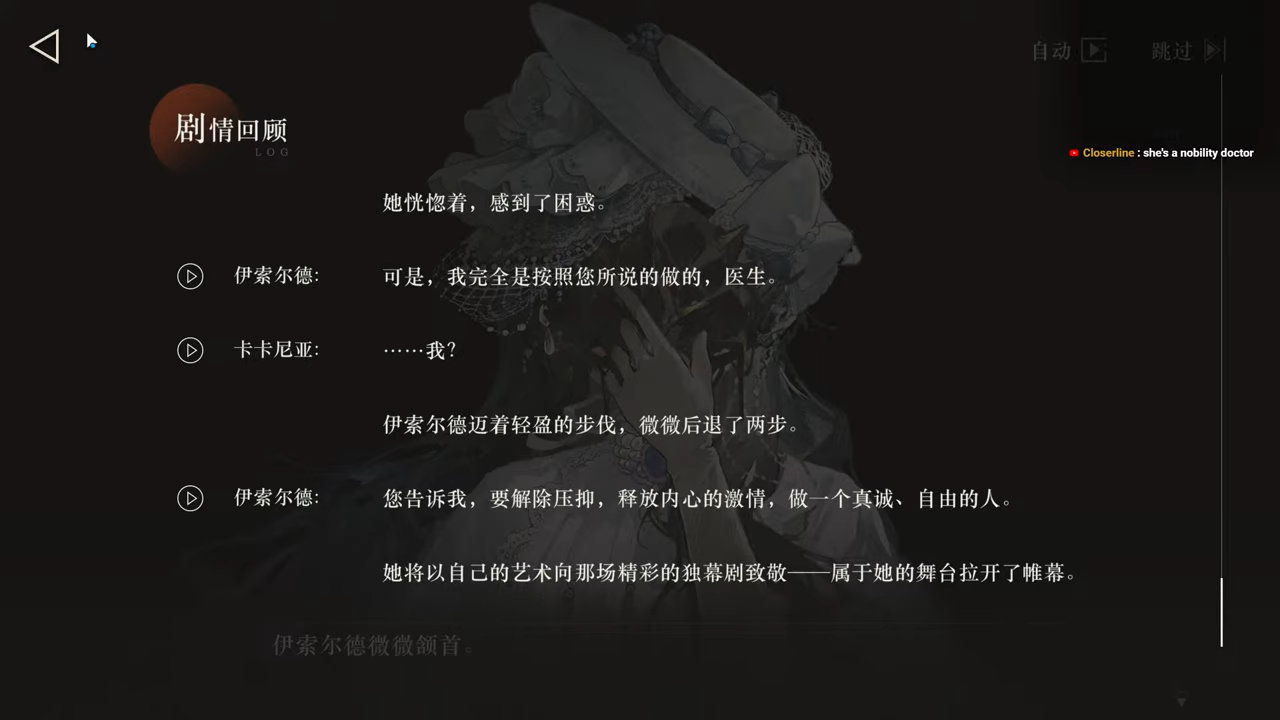 自动
跳过
剧情回顾
LOG
Closerline : she's a nobility doctor
她恍惚着，感到了困惑。
伊索尔德: 可是，我完全是按照您所说的做的，医生。
卡卡尼亚: ……我？
伊索尔德迈着轻盈的步伐，微微后退了两步。
伊索尔德: 您告诉我，要解除压抑，释放内心的激情，做一个真诚、自由的人。
她将以自己的艺术向那场精彩的独幕剧致敬——属于她的舞台拉开了帷幕。
伊索尔德微微颔首。